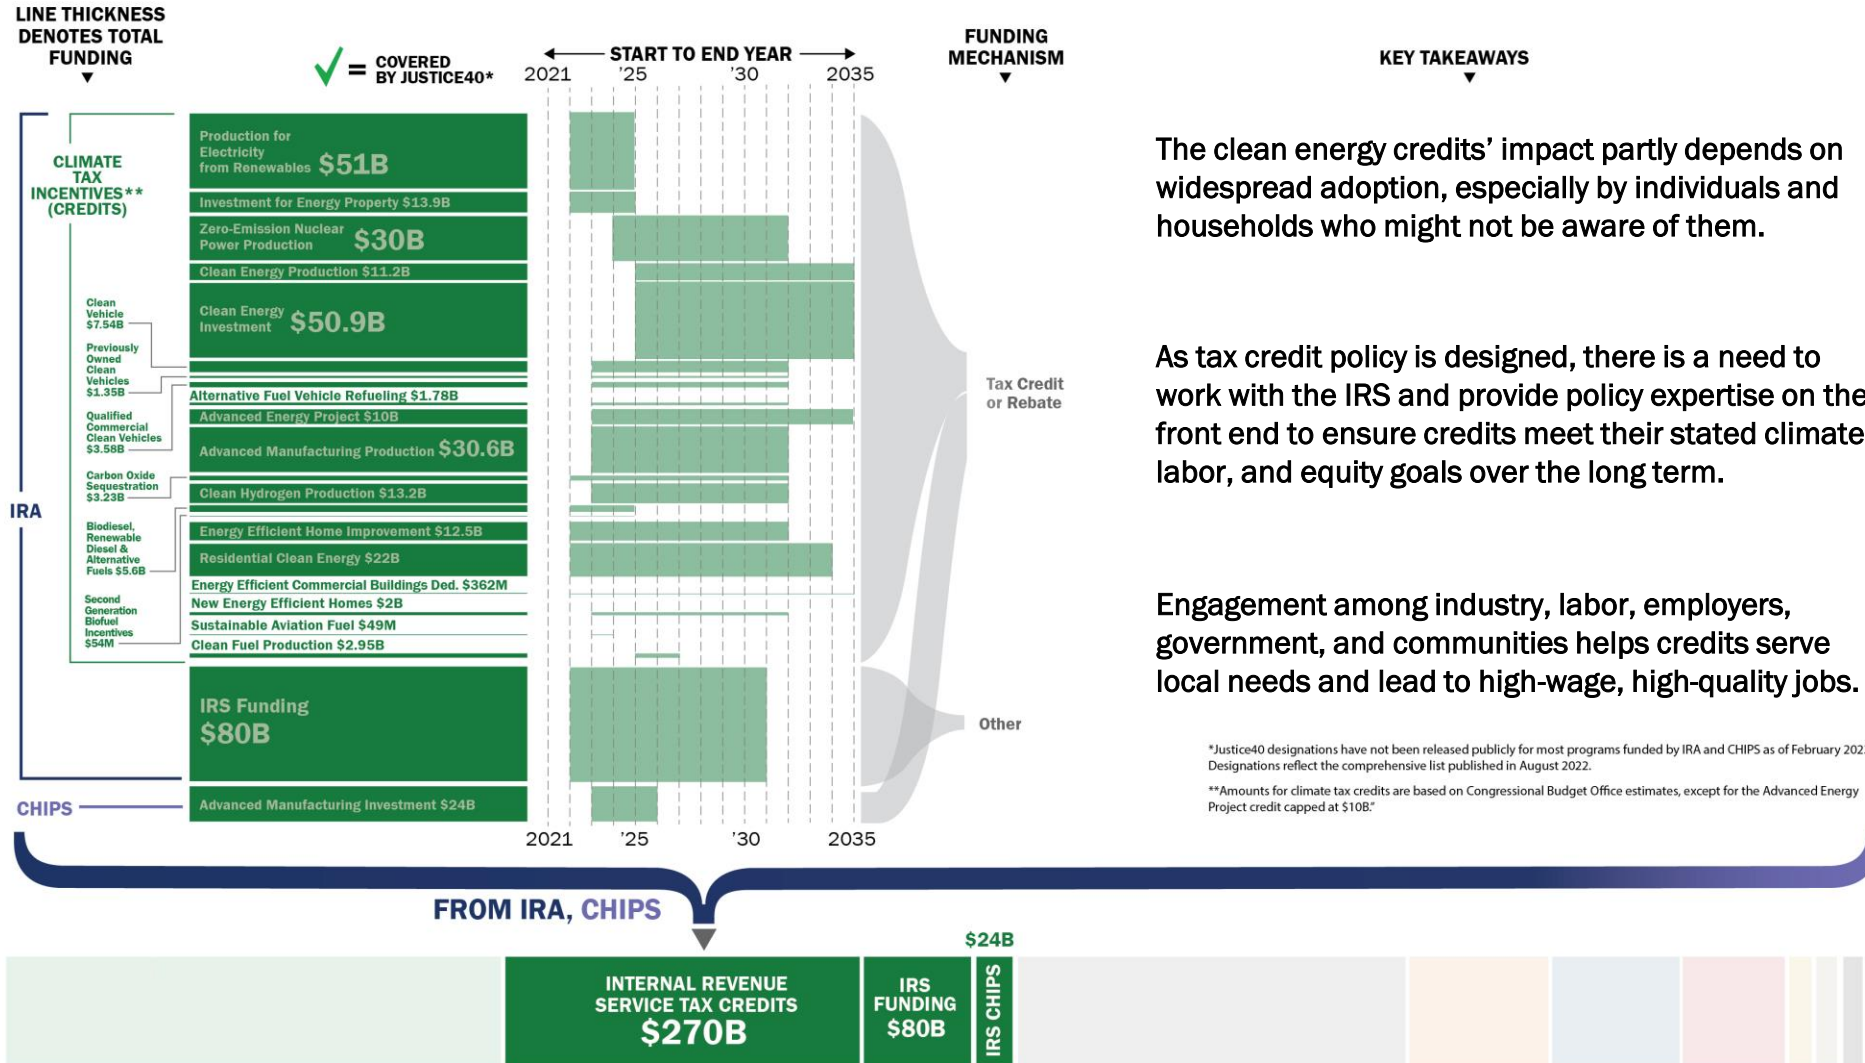 LINE THICKNESS
DENOTES TOTAL
FUNDING
= COVERED
BY JUSTICE40*
START TO END YEAR
2021 '25 '30 2035
FUNDING
MECHANISM
KEY TAKEAWAYS
IRA
CLIMATE
TAX
INCENTIVES**
(CREDITS)
Production for
Electricity
from Renewables $51B
Investment for Energy Property $13.9B
Zero-Emission Nuclear
Power Production $30B
Clean Energy Production $11.2B
Clean Energy
Investment $50.9B
Clean
Vehicle
$7.54B
Previously
Owned
Clean
Vehicles
$1.35B
Alternative Fuel Vehicle Refueling $1.78B
Advanced Energy Project $10B
Qualified
Commercial
Clean Vehicles
$3.58B
Advanced Manufacturing Production $30.6B
Carbon Oxide
Sequestration
$3.23B
Clean Hydrogen Production $13.2B
Biodiesel,
Renewable
Diesel &
Alternative
Fuels $5.6B
Energy Efficient Home Improvement $12.5B
Residential Clean Energy $22B
Energy Efficient Commercial Buildings Ded. $362M
Second
Generation
Biofuel
Incentives
$54M
New Energy Efficient Homes $2B
Sustainable Aviation Fuel $49M
Clean Fuel Production $2.95B
IRS Funding
$80B
CHIPS
Advanced Manufacturing Investment $24B
2021 '25 '30 2035
Tax Credit
or Rebate
Other
The clean energy credits' impact partly depends on
widespread adoption, especially by individuals and
households who might not be aware of them.
As tax credit policy is designed, there is a need to
work with the IRS and provide policy expertise on the
front end to ensure credits meet their stated climate
labor, and equity goals over the long term.
Engagement among industry, labor, employers,
government, and communities helps credits serve
local needs and lead to high-wage, high-quality jobs.
*Justice40 designations have not been released publicly for most programs funded by IRA and CHIPS as of February 202
Designations reflect the comprehensive list published in August 2022.
**Amounts for climate tax credits are based on Congressional Budget Office estimates, except for the Advanced Energy
Project credit capped at $10B."
FROM IRA, CHIPS
INTERNAL REVENUE
SERVICE TAX CREDITS
$270B
IRS
FUNDING
$80B
$24B
IRS CHIPS